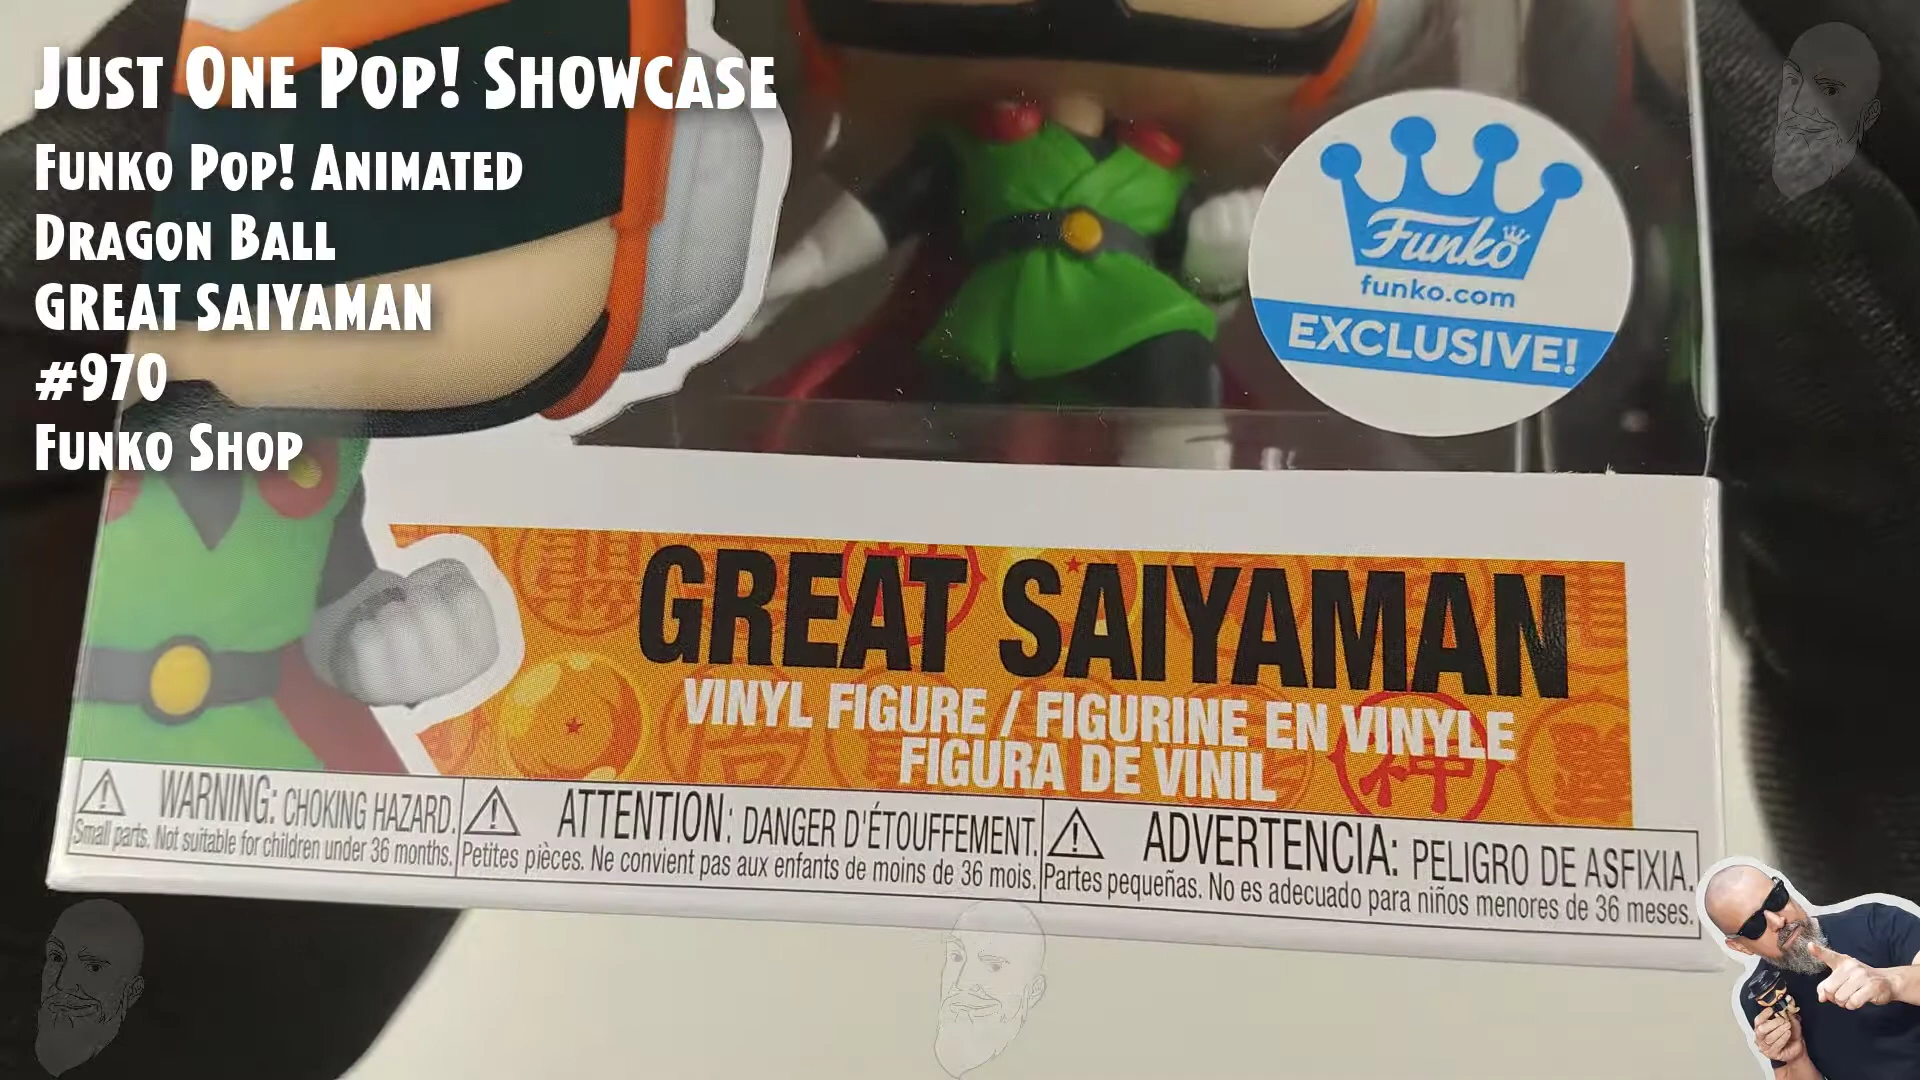 JUST ONE POP! SHOWCASE
FUNKO POP! ANIMATED
DRAGON BALL
GREAT SAIYAMAN
#970
FUNKO SHOP
Funko
funko.com
EXCLUSIVE!
GREAT SAIYAMAN
VINYL FIGURE / FIGURINE EN VINYLE
FIGURA DE VINIL
WARNING: CHOKING HAZARD.
Small parts. Not suitable for children under 36 months.
ATTENTION: DANGER D'ÉTOUFFEMENT.
Petites pièces. Ne convient pas aux enfants de moins de 36 mois.
ADVERTENCIA: PELIGRO DE ASFIXIA.
Partes pequeñas. No es adecuado para niños menores de 36 meses.